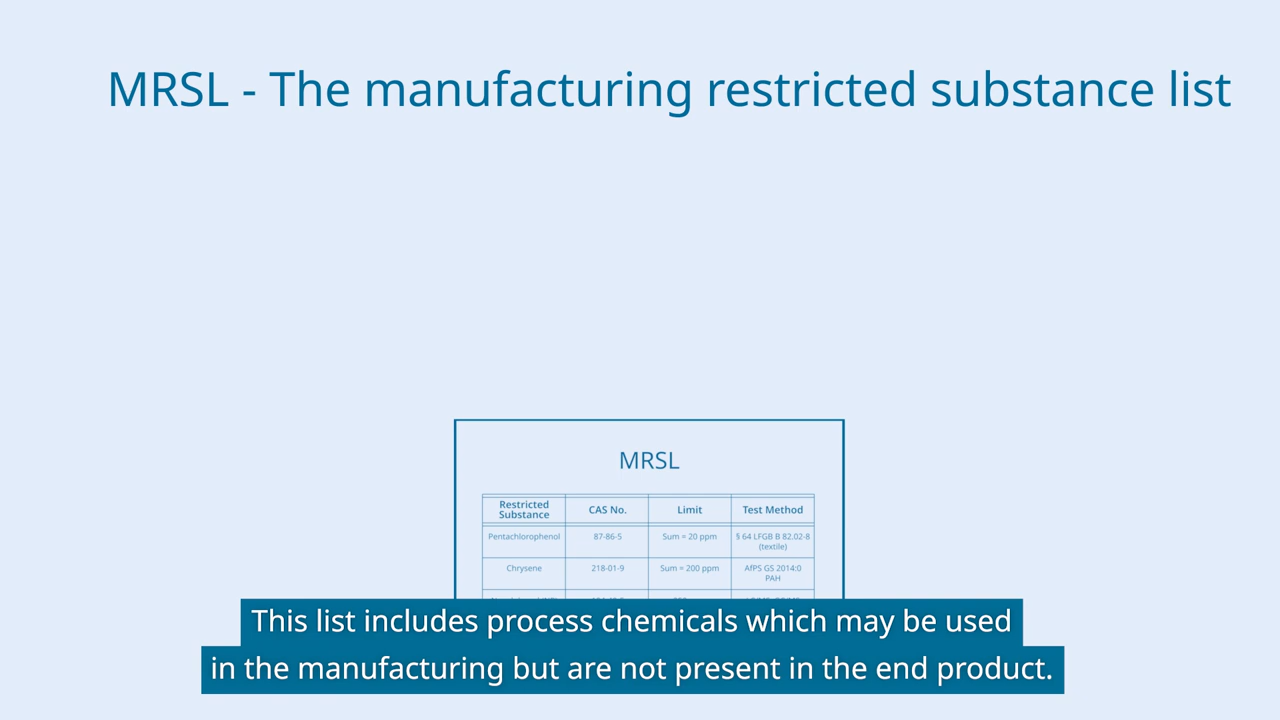 MRSL - The manufacturing restricted substance list
MRSL
Restricted Substance CAS No. Limit Test Method
Pentachlorophenol 87-86-5 Sum = 20 ppm § 64 LFGB B 82.02-8 (textile)
Chrysene 218-01-9 Sum = 200 ppm AfPS GS 2014:0 PAH
This list includes process chemicals which may be used
in the manufacturing but are not present in the end product.